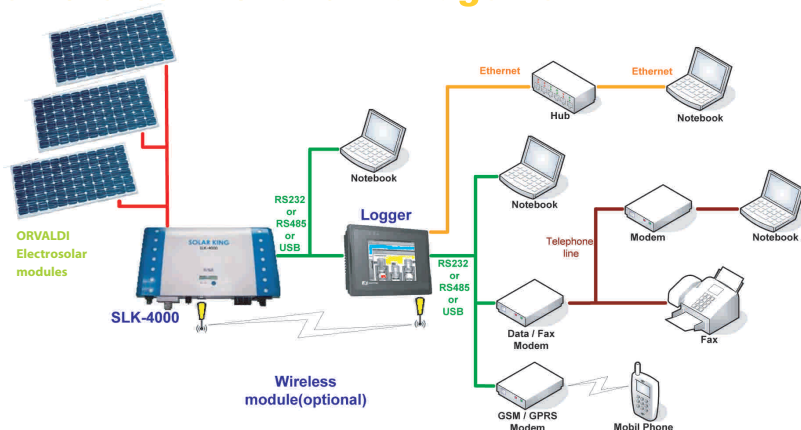 Ethernet
Ethernet
Hub
Notebook
Notebook
Notebook
RS232
or
RS485
or
USB
Logger
ORVALDI
Electrosolar
modules
SOLAR KING
SLK-4000
SLK-4000
RS232
or
RS485
or
USB
Telephone
line
Modem
Notebook
Data / Fax
Modem
Fax
Wireless
module(optional)
GSM / GPRS
Modem
Mobil Phone